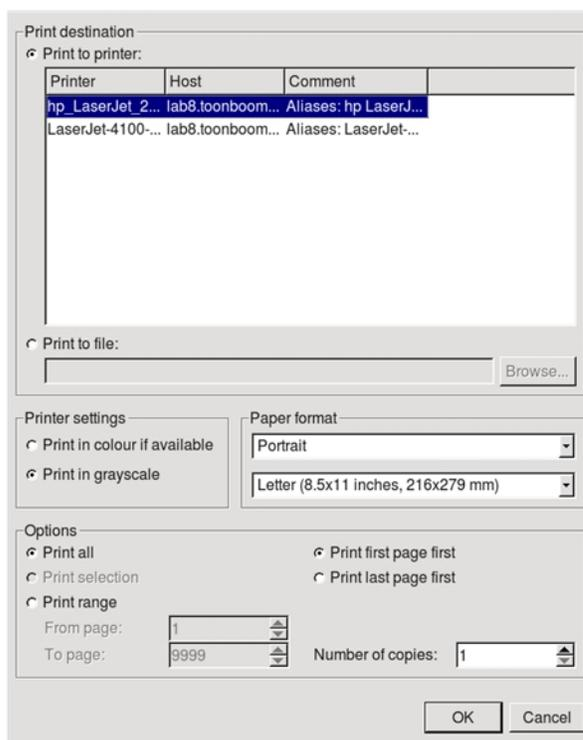 Print destination
Print to printer:
Printer Host Comment
hp_LaserJet_2... lab8.toonboom... Aliases: hp LaserJ...
LaserJet-4100-... lab8.toonboom... Aliases: LaserJet-...
Print to file:
Browse...
Printer settings
Print in colour if available
Print in grayscale
Paper format
Portrait
Letter (8.5x11 inches, 216x279 mm)
Options
Print all
Print selection
Print range
From page: 1
To page: 9999
Print first page first
Print last page first
Number of copies: 1
OK Cancel